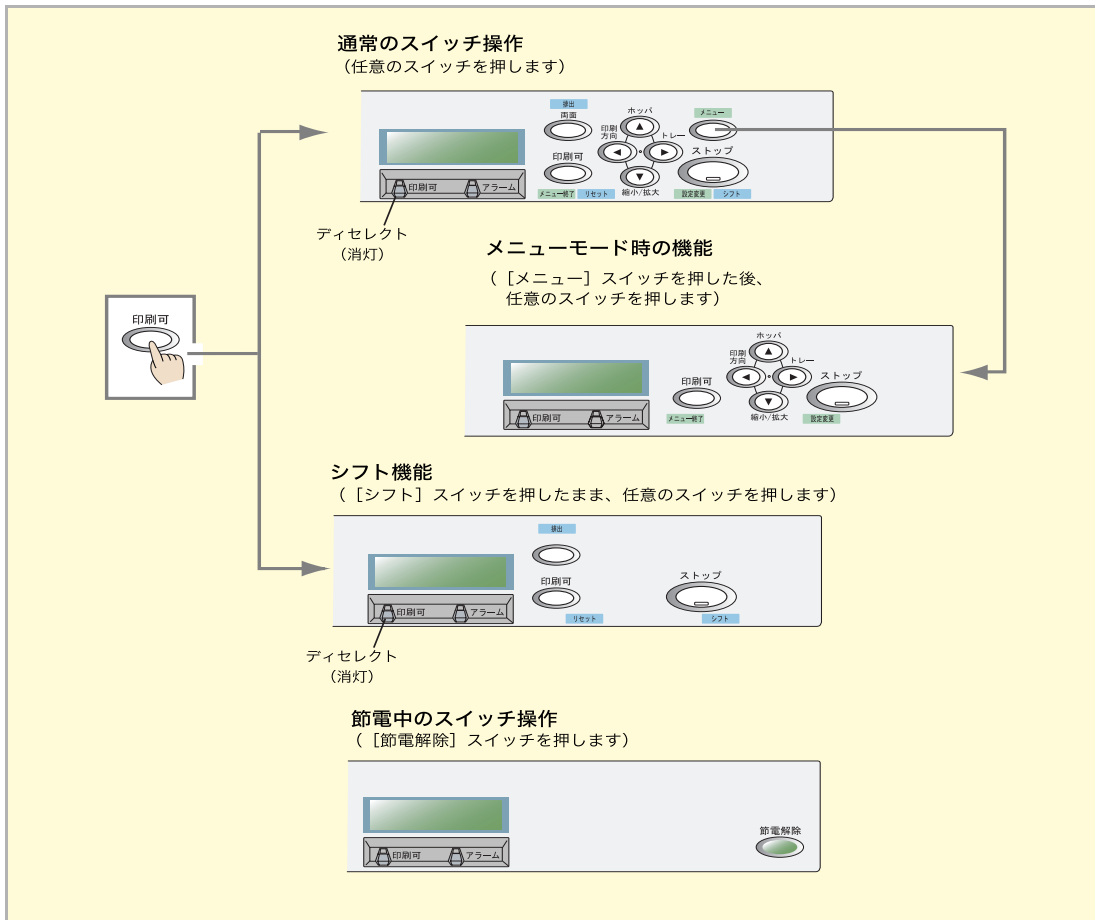 通常のスイッチ操作
（任意のスイッチを押します）
排出
両面
ホッパ
メニュー
印刷
方向
トレー
印刷可
ストップ
縮小/拡大
メニュー終了
リセット
設定変更
シフト
印刷可
アラーム
ディセレクト
（消灯）
メニューモード時の機能
（［メニュー］スイッチを押した後、
任意のスイッチを押します）
印刷可
ホッパ
印刷
方向
トレー
印刷可
ストップ
縮小/拡大
メニュー終了
設定変更
印刷可
アラーム
シフト機能
（［シフト］スイッチを押したまま、任意のスイッチを押します）
排出
印刷可
ストップ
リセット
シフト
印刷可
アラーム
ディセレクト
（消灯）
節電中のスイッチ操作
（［節電解除］スイッチを押します）
節電解除
印刷可
アラーム